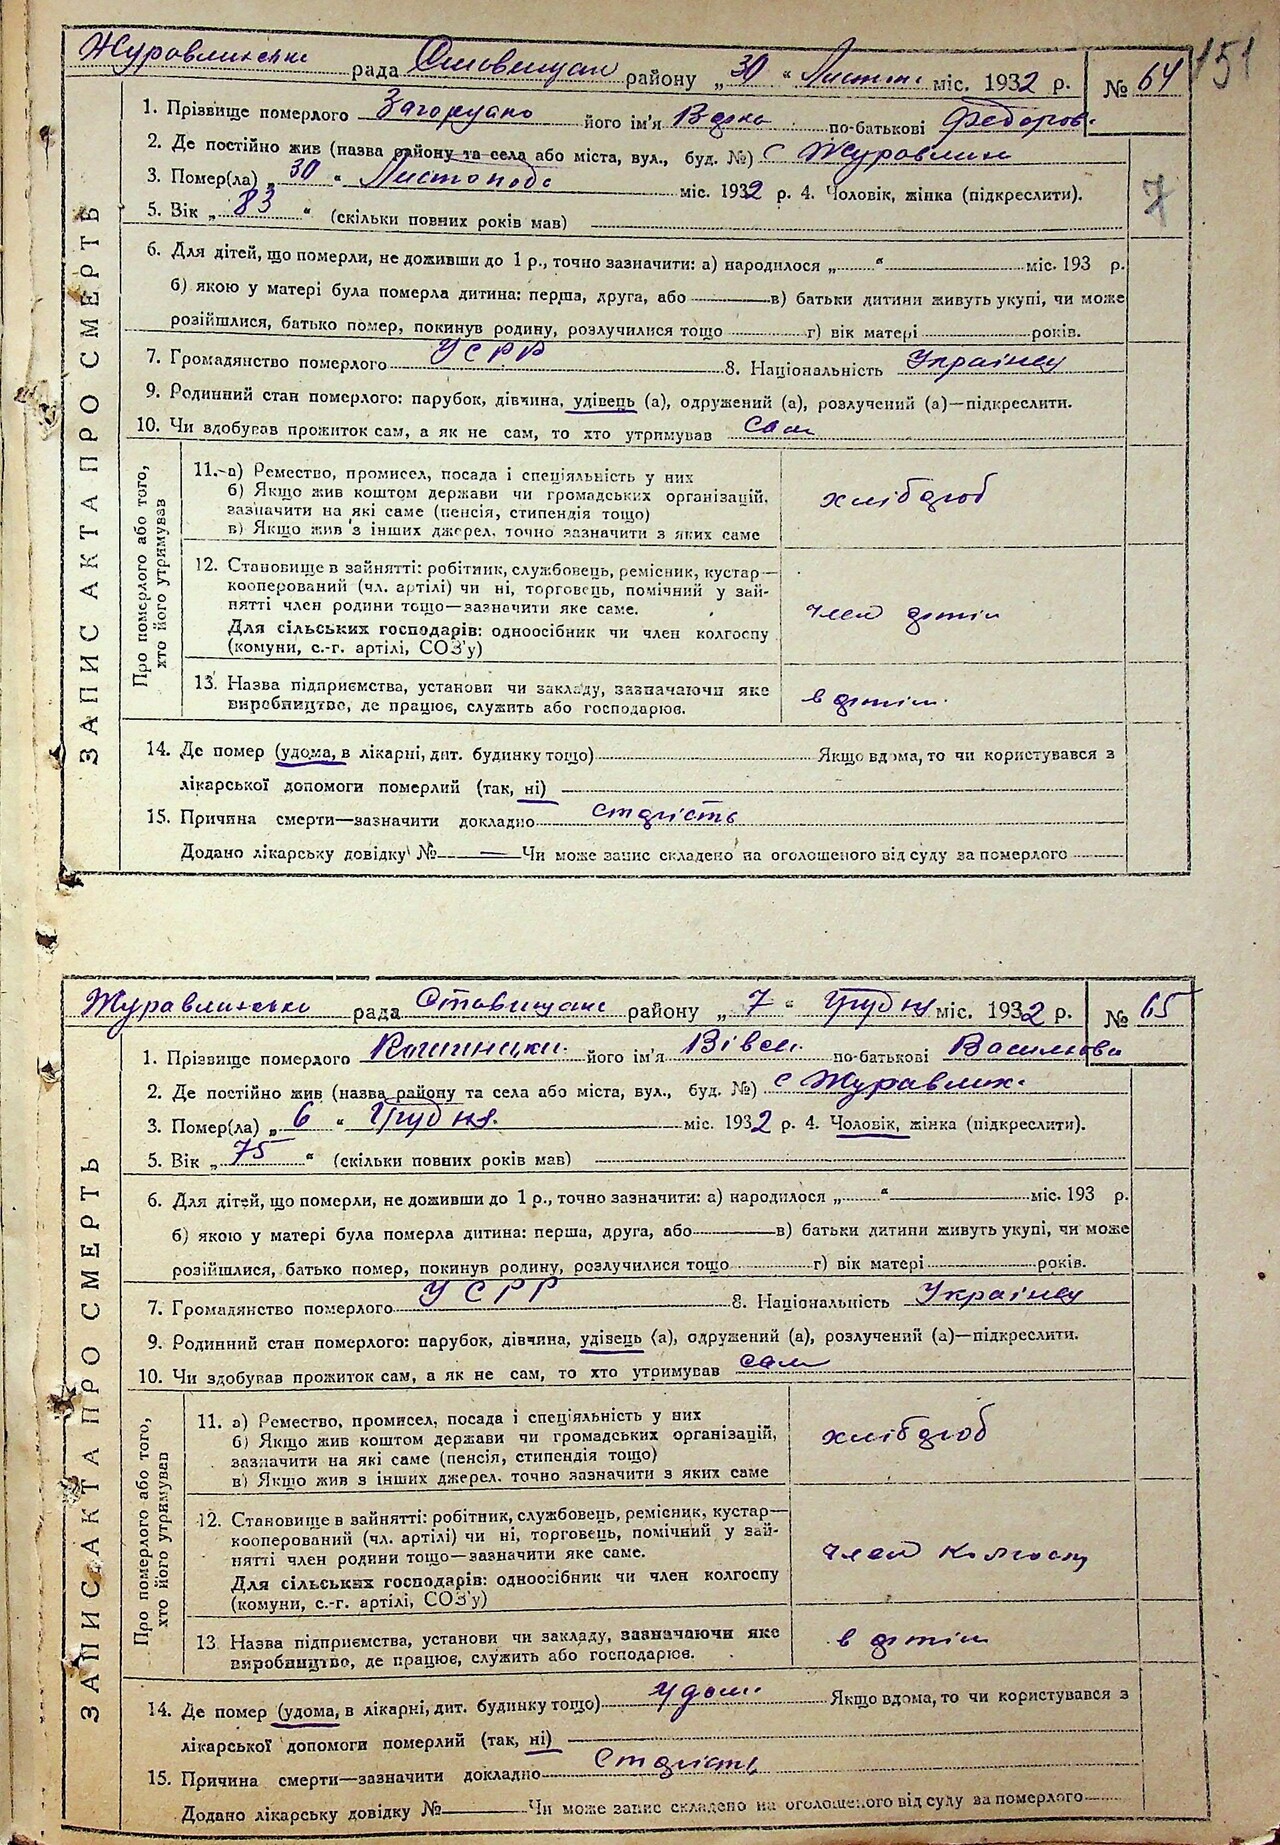 151
рада районụ „30 “ міс. 1932 р. № 64
1. Прізвище померлого його ім'я по-батькові
2. Де постійно жив (назва району та села або міста, вул., буд. №) с Журавлих
3. Помер(ла) „ 30 “ Листопада міс. 1932 р. 4. Чоловік, жінка (підкреслити).
7
5. Вік „ 83 “ (скільки повних років мав)
6. Для дітей, що померли, не доживши до 1 р., точно зазначити: а) народилося „ “ міс. 193 р.
б) якою у матері була померла дитина: перша, друга, або в) батьки дитини живуть укупі, чи може
розійшлися, батько помер, покинув родину, розлучилися тощо г) вік матері років.
7. Громадянство померлого УСРР 8. Національність
9. Родинний стан померлого: парубок, дівчина, удівець (а), одружений (а), розлучений (а)—підкреслити.
10. Чи здобував прожиток сам, а як не сам, то хто утримував сам
ЗАПИС АКТА ПРО СМЕРТЬ
Про померлого або того,
хто його утримував
11.-а) Ремество, промисел, посада і спеціяльність у них
б) Якщо жив коштом держави чи громадських організацій,
зазначити на які саме (пенсія, стипендія тощо)
в) Якщо жив з інших джерел, точно зазначити з яких саме
хлібороб
12. Становище в зайнятті: робітник, службовець, ремісник, кустар—
кооперований (чл. артілі) чи ні, торговець, помічний у зай-
нятті член родини тощо—зазначити яке саме.
Для сільських господарів: одноосібник чи член колгоспу
(комуни, с.-г. артілі, СОЗ'у)
член артіл
13. Назва підприємства, установи чи закладу, зазначаючи яке
виробництво, де працює, служить або господарює.
в артіл
14. Де помер (удома, в лікарні, дит. будинку тощо) Якщо вдома, то чи користувався з
лікарської допомоги померлий (так, ні)
15. Причина смерти—зазначити докладно старість
Додано лікарську довідку № Чи може запис складено на оголошеного від суду за померлого
рада районụ „ 7 “ Грудня міс. 1932 р. № 65
1. Прізвище померлого його ім'я по-батькові
2. Де постійно жив (назва району та села або міста, вул., буд. №) с Журавлих
3. Помер(ла) „ 6 “ Грудня міс. 1932 р. 4. Чоловік, жінка (підкреслити).
5. Вік „ 75 “ (скільки повних років мав)
6. Для дітей, що померли, не доживши до 1 р., точно зазначити: а) народилося „ “ міс. 193 р.
б) якою у матері була померла дитина: перша, друга, або в) батьки дитини живуть укупі, чи може
розійшлися, батько помер, покинув родину, розлучилися тощо г) вік матері років.
7. Громадянство померлого УСРР 8. Національність
9. Родинний стан померлого: парубок, дівчина, удівець (а), одружений (а), розлучений (а)—підкреслити.
10. Чи здобував прожиток сам, а як не сам, то хто утримував сам
ЗАПИС АКТА ПРО СМЕРТЬ
Про померлого або того,
хто його утримував
11. а) Ремество, промисел, посада і спеціяльність у них
б) Якщо жив коштом держави чи громадських організацій,
зазначити на які саме (пенсія, стипендія тощо)
в) Якщо жив з інших джерел, точно зазначити з яких саме
хлібороб
12. Становище в зайнятті: робітник, службовець, ремісник, кустар—
кооперований (чл. артілі) чи ні, торговець, помічний у зай-
нятті член родини тощо—зазначити яке саме.
Для сільських господарів: одноосібник чи член колгоспу
(комуни, с.-г. артілі, СОЗ'у)
член колгосп
13. Назва підприємства, установи чи закладу, зазначаючи яке
виробництво, де працює, служить або господарює.
в артіл
14. Де помер (удома, в лікарні, дит. будинку тощо) удома Якщо вдома, то чи користувався з
лікарської допомоги померлий (так, ні)
15. Причина смерти—зазначити докладно Старість
Додано лікарську довідку № Чи може запис складено на оголошеного від суду за померлого